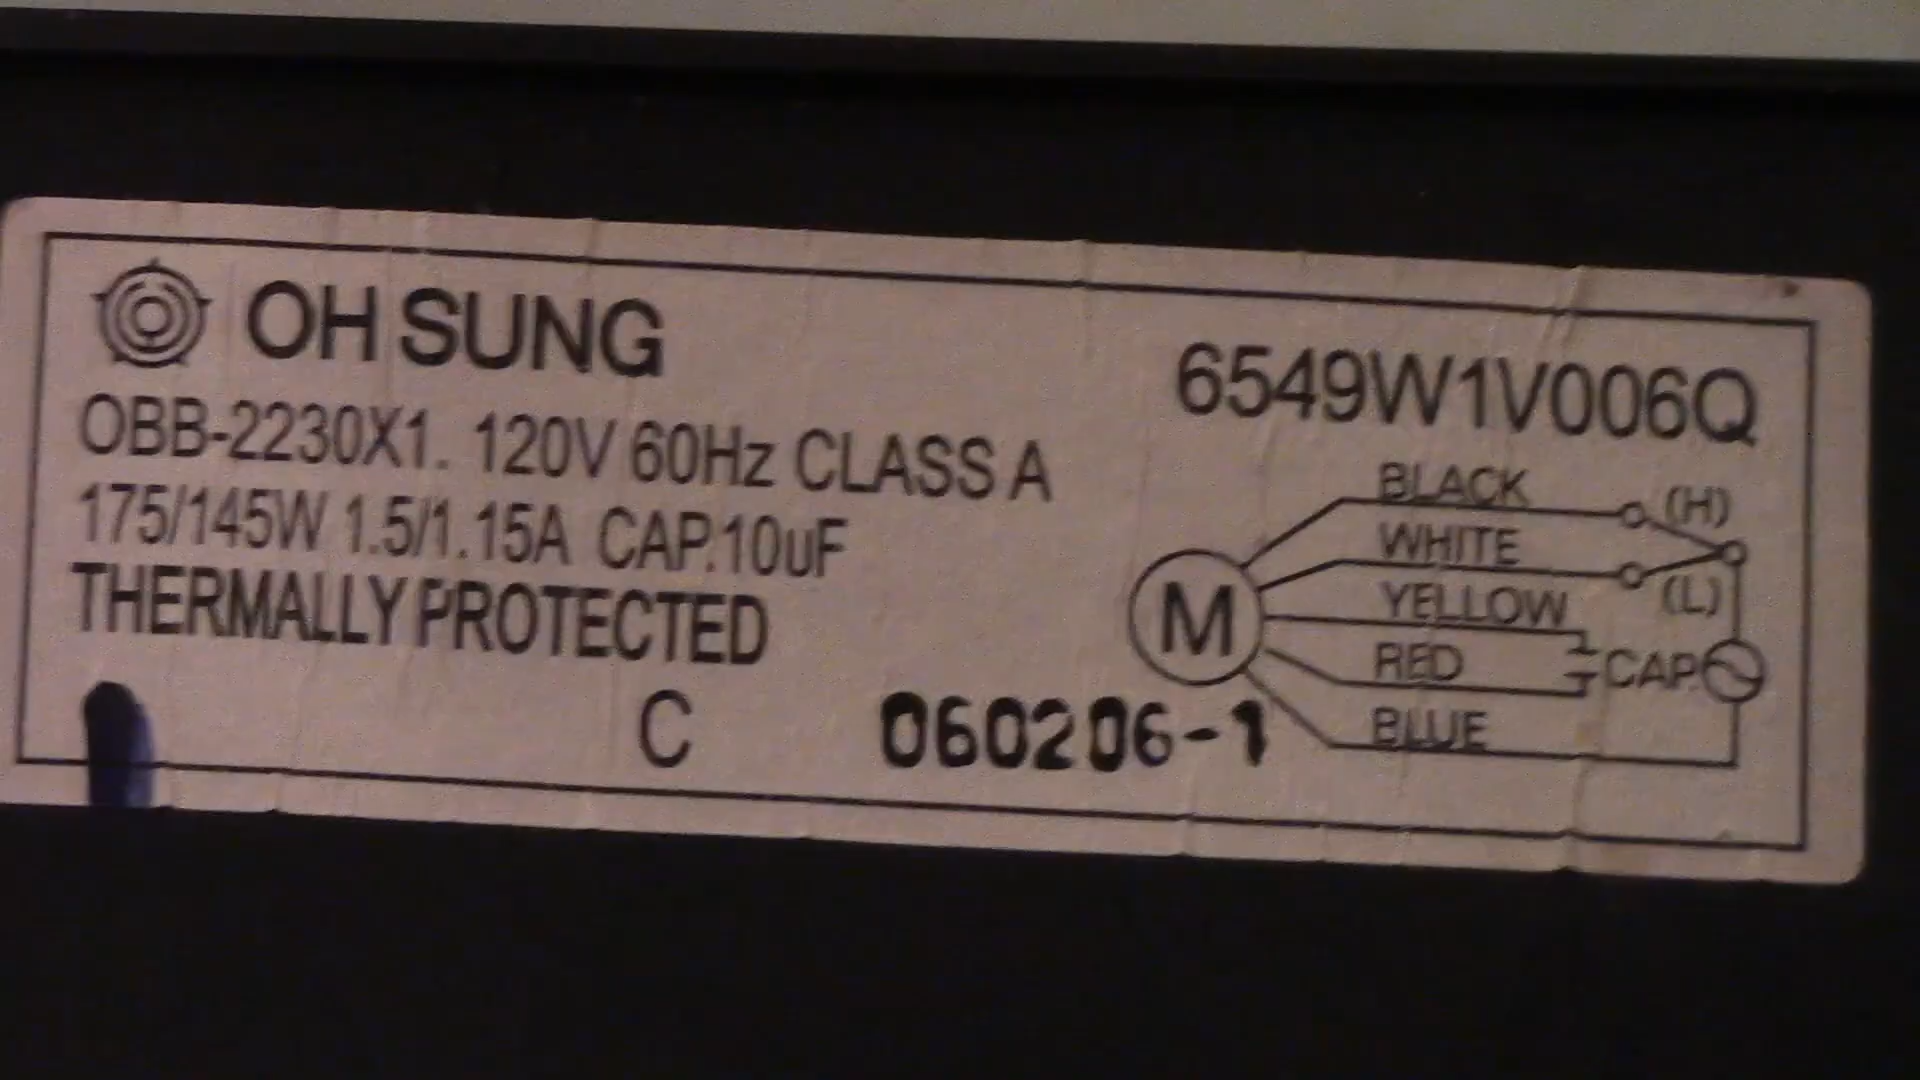 OH SUNG
6549W1V006Q
OBB-2230X1. 120V 60Hz CLASS A
175/145W 1.5/1.15A CAP.10uF
THERMALLY PROTECTED
C 060206-1
BLACK (H)
WHITE
(L)
YELLOW
M
RED CAP.
BLUE